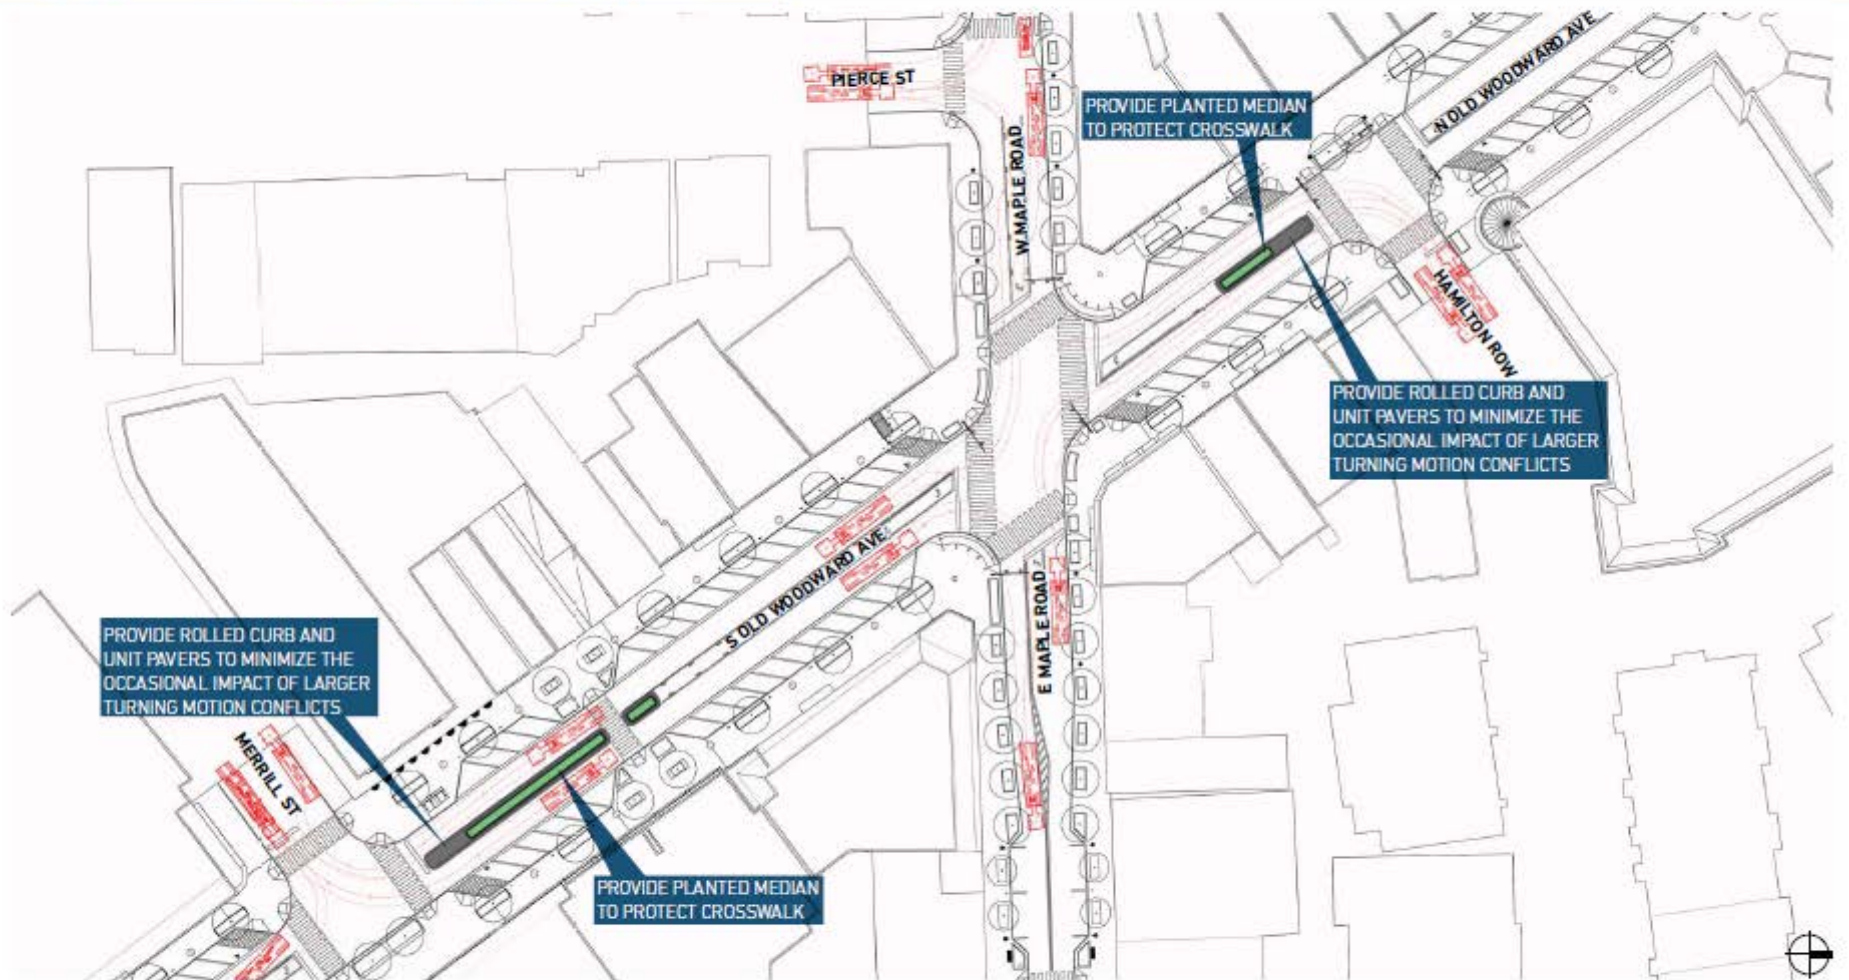 PIERCE ST
W.MAPLE ROAD
PROVIDE PLANTED MEDIAN
TO PROTECT CROSSWALK
N OLD WOODWARD AVE
HAMILTON ROW
PROVIDE ROLLED CURB AND
UNIT PAVERS TO MINIMIZE THE
OCCASIONAL IMPACT OF LARGER
TURNING MOTION CONFLICTS
S OLD WOODWARD AVE
E MAPLE ROAD
PROVIDE ROLLED CURB AND
UNIT PAVERS TO MINIMIZE THE
OCCASIONAL IMPACT OF LARGER
TURNING MOTION CONFLICTS
MERRILL ST
PROVIDE PLANTED MEDIAN
TO PROTECT CROSSWALK